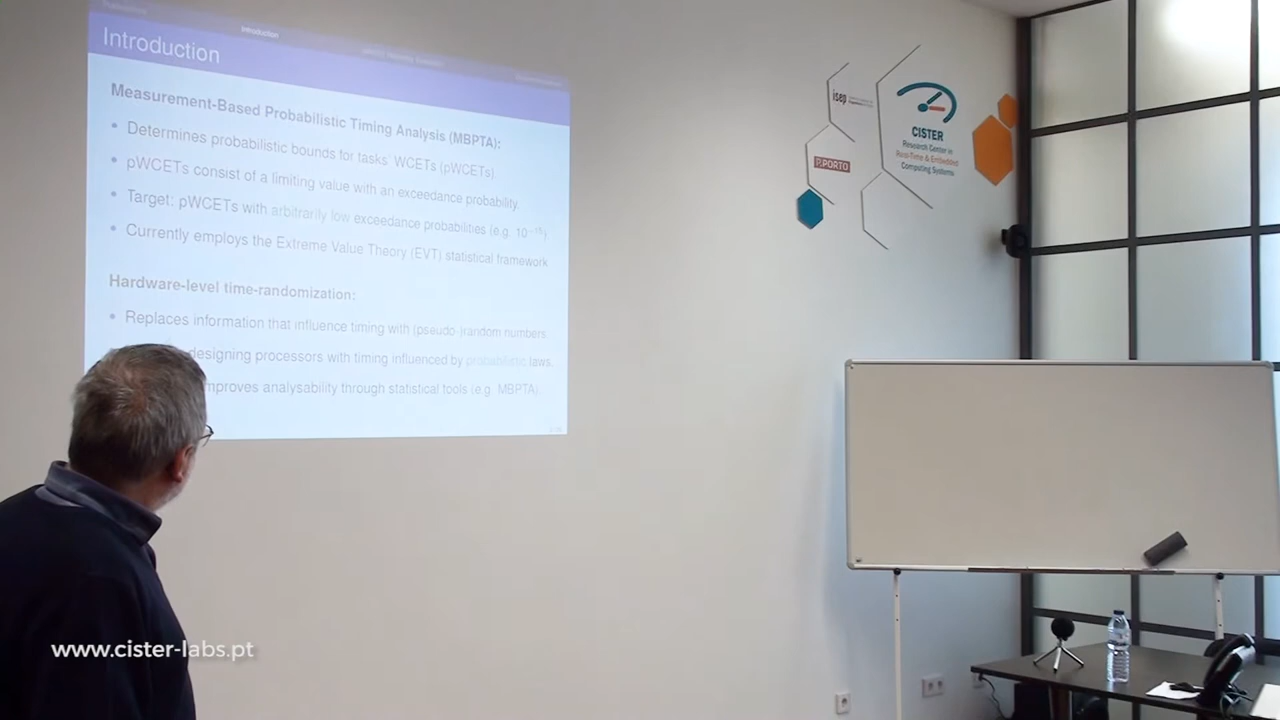 Introduction
Introduction
Measurement-Based Probabilistic Timing Analysis (MBPTA):
• Determines probabilistic bounds for tasks' WCETs (pWCETs).
• pWCETs consist of a limiting value with an exceedance probability.
• Target: pWCETs with arbitrarily low exceedance probabilities (e.g. 10⁻¹⁵)
• Currently employs the Extreme Value Theory (EVT) statistical framework
Hardware-level time-randomization:
• Replaces information that influence timing with (pseudo-)random numbers.
designing processors with timing influenced by probabilistic laws.
mproves analysability through statistical tools (e.g. MBPTA).
isep
PORTO
CISTER
Research Center in
Real-Time & Embedded
Computing Systems
www.cister-labs.pt